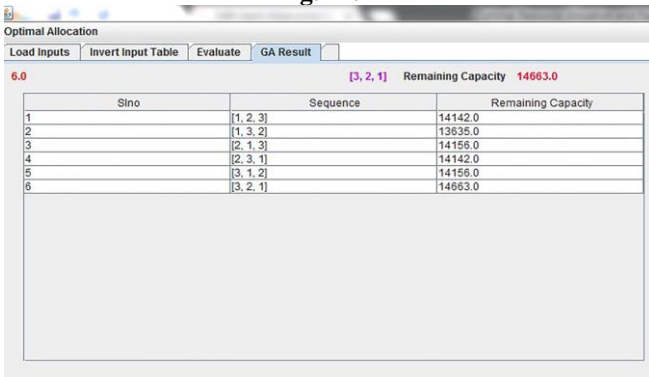 Optimal Allocation
Load Inputs Invert Input Table Evaluate GA Result
6.0 [3, 2, 1] Remaining Capacity 14663.0
Slno Sequence Remaining Capacity
1 [1, 2, 3] 14142.0
2 [1, 3, 2] 13635.0
3 [2, 1, 3] 14156.0
4 [2, 3, 1] 14142.0
5 [3, 1, 2] 14156.0
6 [3, 2, 1] 14663.0